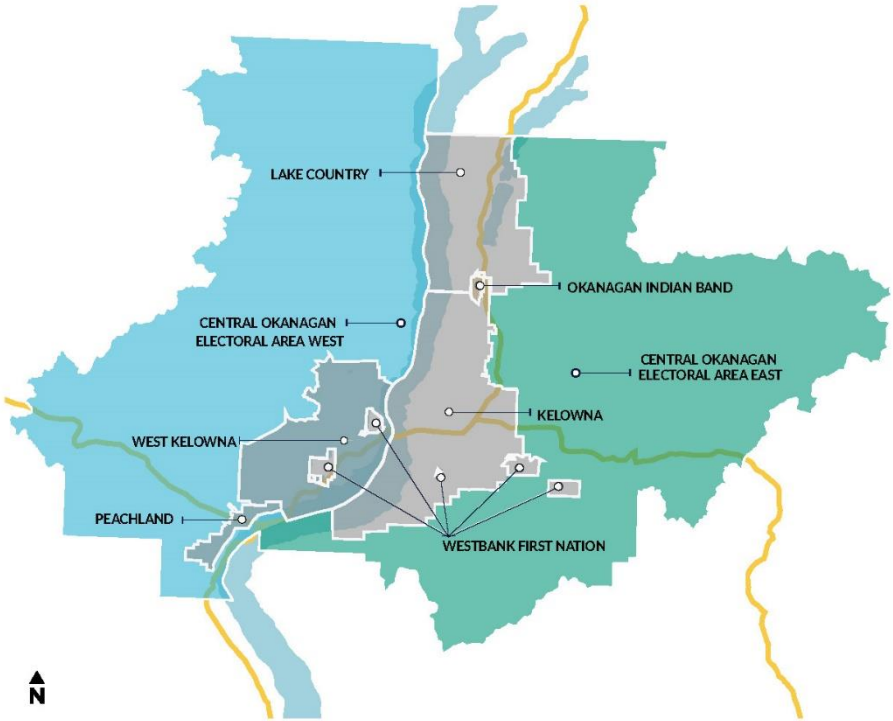 LAKE COUNTRY
OKANAGAN INDIAN BAND
CENTRAL OKANAGAN
ELECTORAL AREA WEST
CENTRAL OKANAGAN
ELECTORAL AREA EAST
KELOWNA
WEST KELOWNA
PEACHLAND
WESTBANK FIRST NATION
N